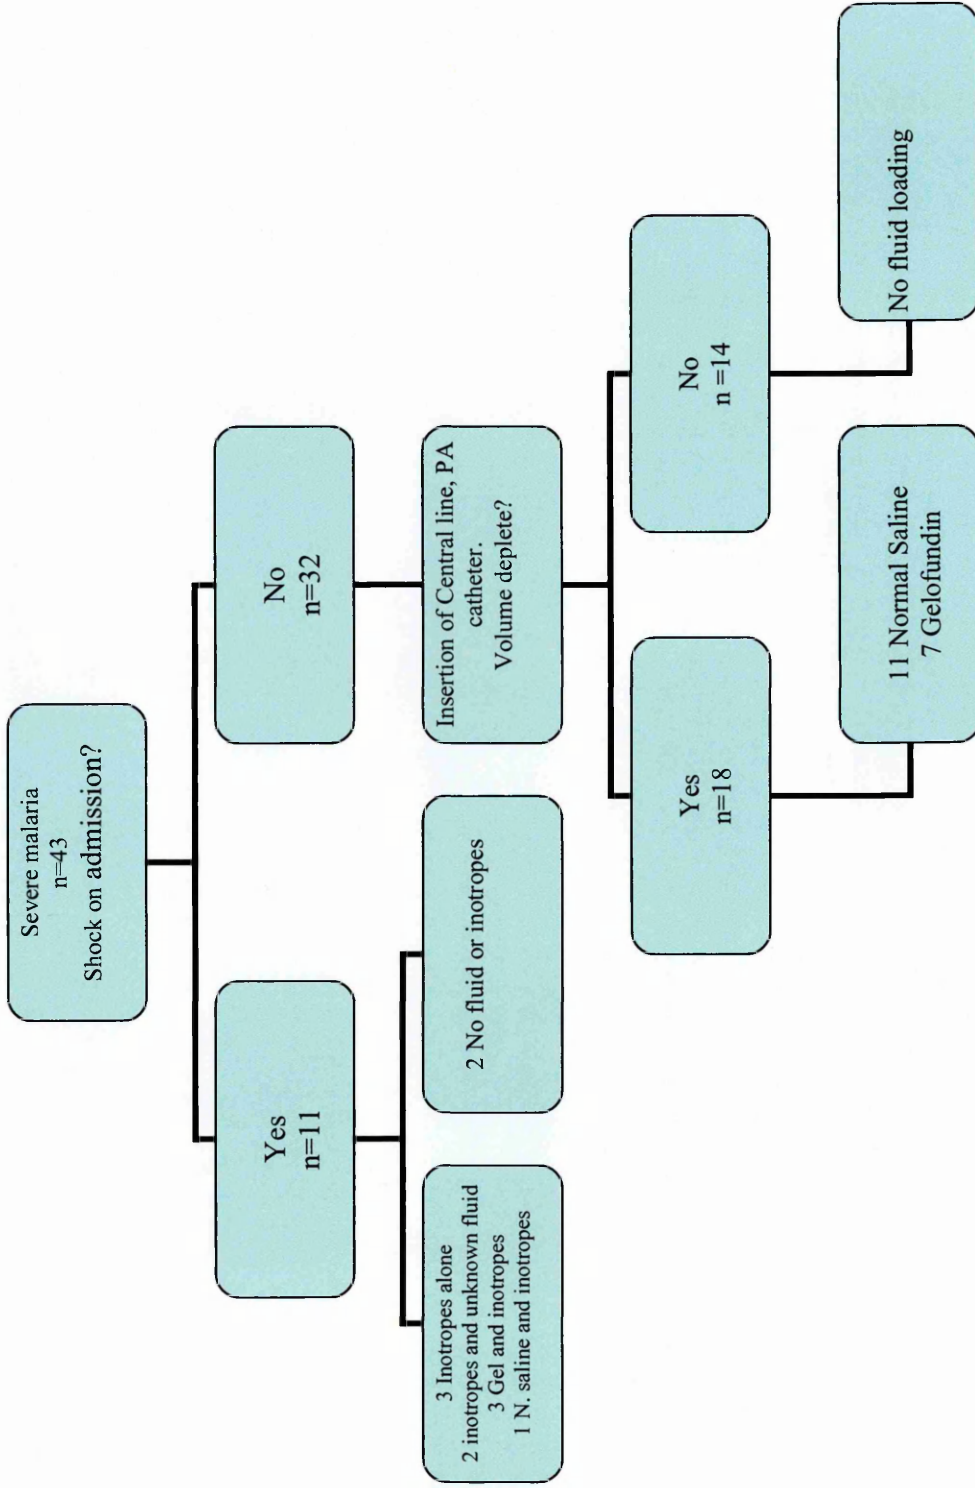 Severe malaria
n=43
Shock on admission?
Yes
n=11
No
n=32
3 Inotropes alone
2 inotropes and unknown fluid
3 Gel and inotropes
1 N. saline and inotropes
2 No fluid or inotropes
Insertion of Central line, PA
catheter.
Volume deplete?
Yes
n=18
No
n =14
11 Normal Saline
7 Gelofundin
No fluid loading